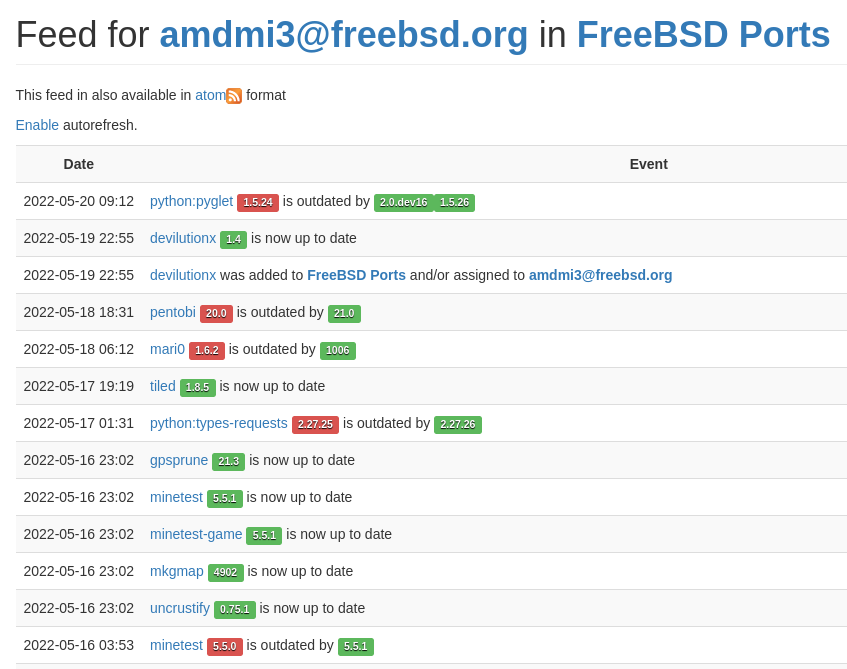 Feed for amdmi3@freebsd.org in FreeBSD Ports
This feed in also available in atom format
Enable autorefresh.
Date Event
2022-05-20 09:12 python:pyglet 1.5.24 is outdated by 2.0.dev16 1.5.26
2022-05-19 22:55 devilutionx 1.4 is now up to date
2022-05-19 22:55 devilutionx was added to FreeBSD Ports and/or assigned to amdmi3@freebsd.org
2022-05-18 18:31 pentobi 20.0 is outdated by 21.0
2022-05-18 06:12 mari0 1.6.2 is outdated by 1006
2022-05-17 19:19 tiled 1.8.5 is now up to date
2022-05-17 01:31 python:types-requests 2.27.25 is outdated by 2.27.26
2022-05-16 23:02 gpsprune 21.3 is now up to date
2022-05-16 23:02 minetest 5.5.1 is now up to date
2022-05-16 23:02 minetest-game 5.5.1 is now up to date
2022-05-16 23:02 mkgmap 4902 is now up to date
2022-05-16 23:02 uncrustify 0.75.1 is now up to date
2022-05-16 03:53 minetest 5.5.0 is outdated by 5.5.1